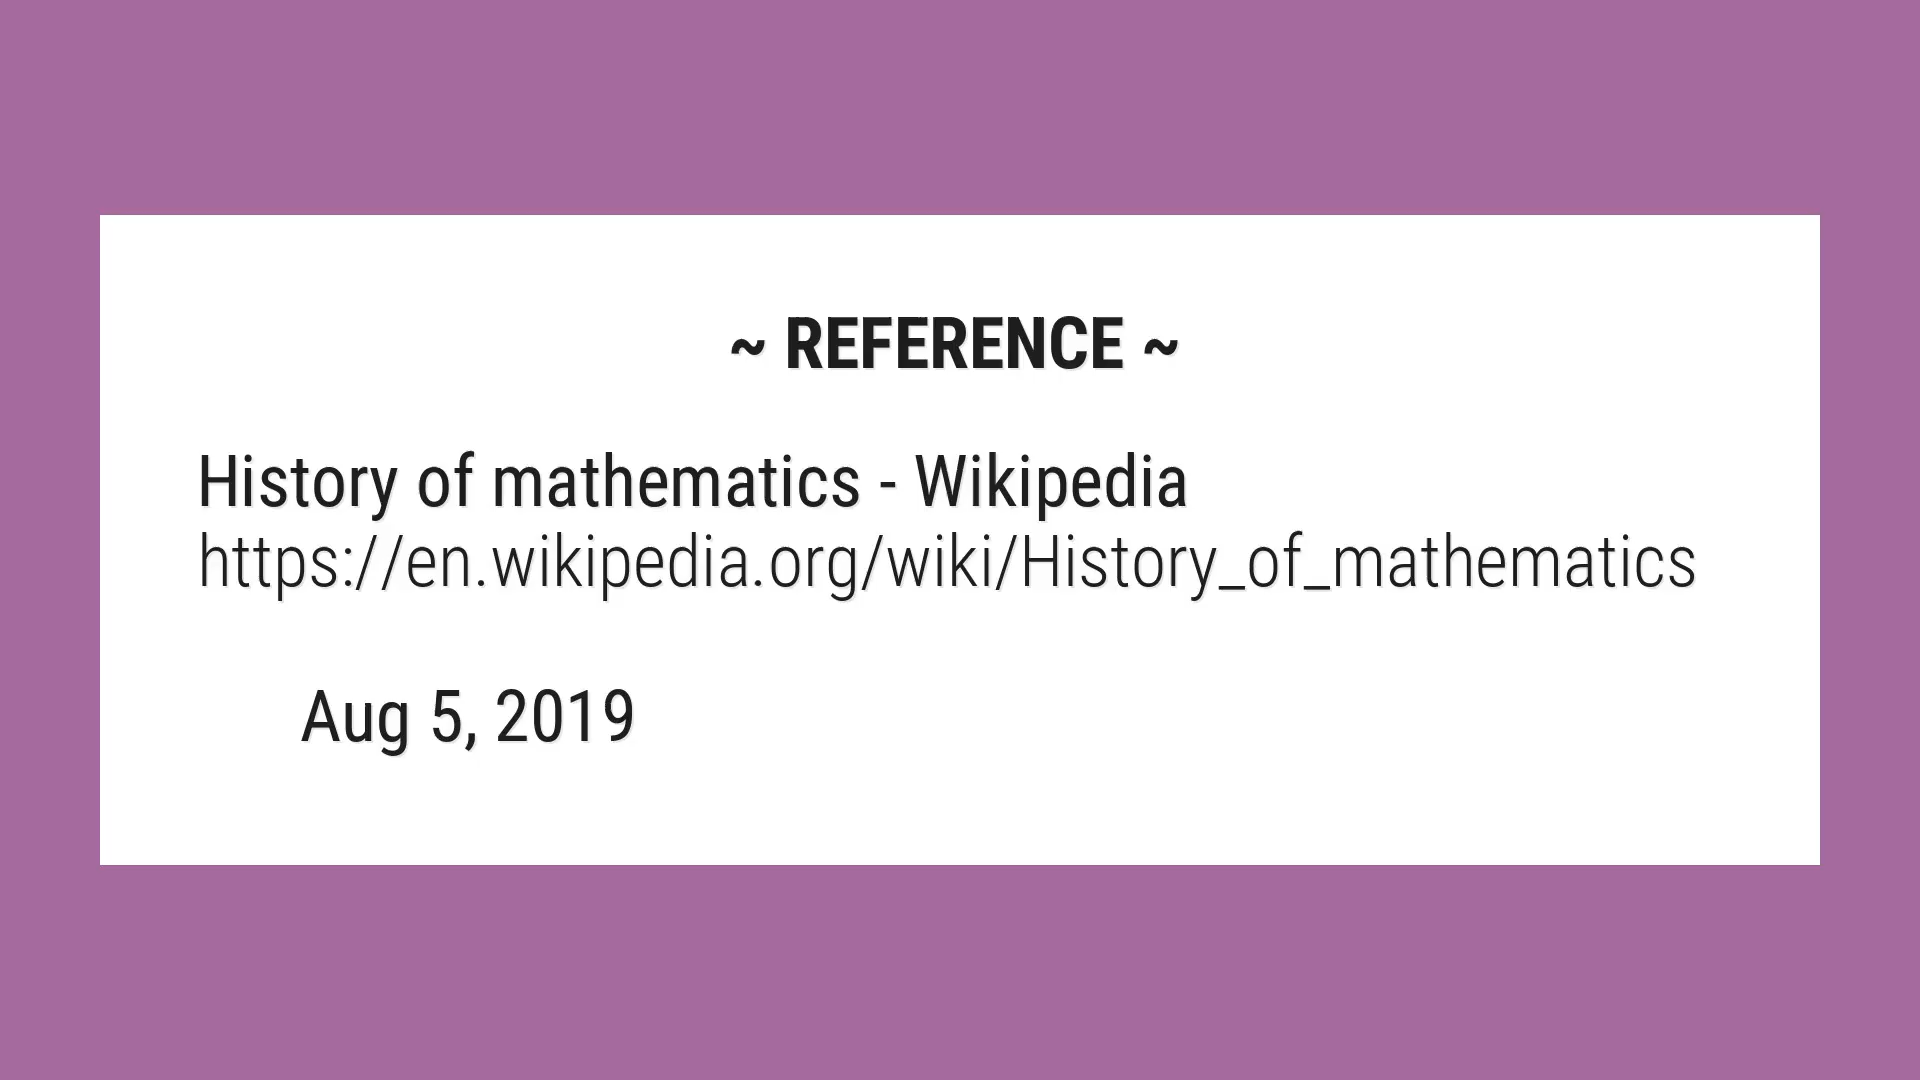 ~ REFERENCE ~
History of mathematics - Wikipedia
https://en.wikipedia.org/wiki/History_of_mathematics
Aug 5, 2019